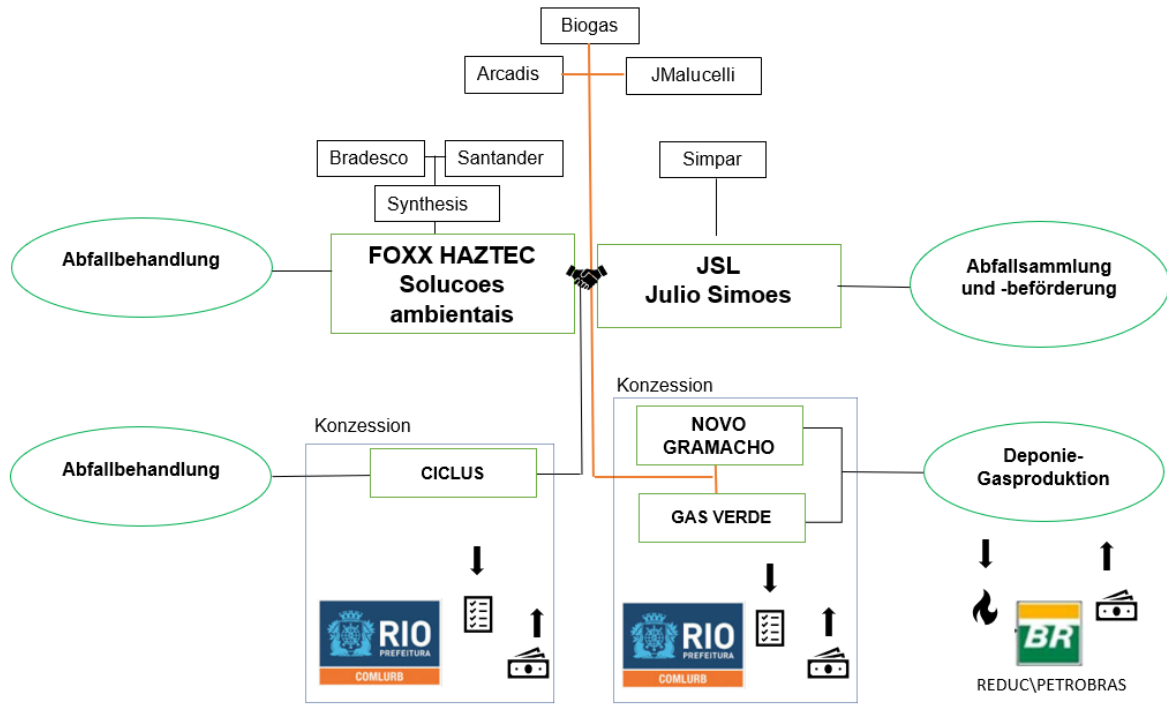 Biogas
Arcadis
JMalucelli
Bradesco
Santander
Simpar
Synthesis
Abfallbehandlung
FOXX HAZTEC
Solucoes
ambientais
JSL
Julio Simoes
Abfallsammlung
und -beförderung
Konzession
Konzession
Abfallbehandlung
CICLUS
NOVO
GRAMACHO
GAS VERDE
Deponie-
Gasproduktion
RIO
PREFEITURA
COMLURB
RIO
PREFEITURA
COMLURB
BR
REDUC\PETROBRAS